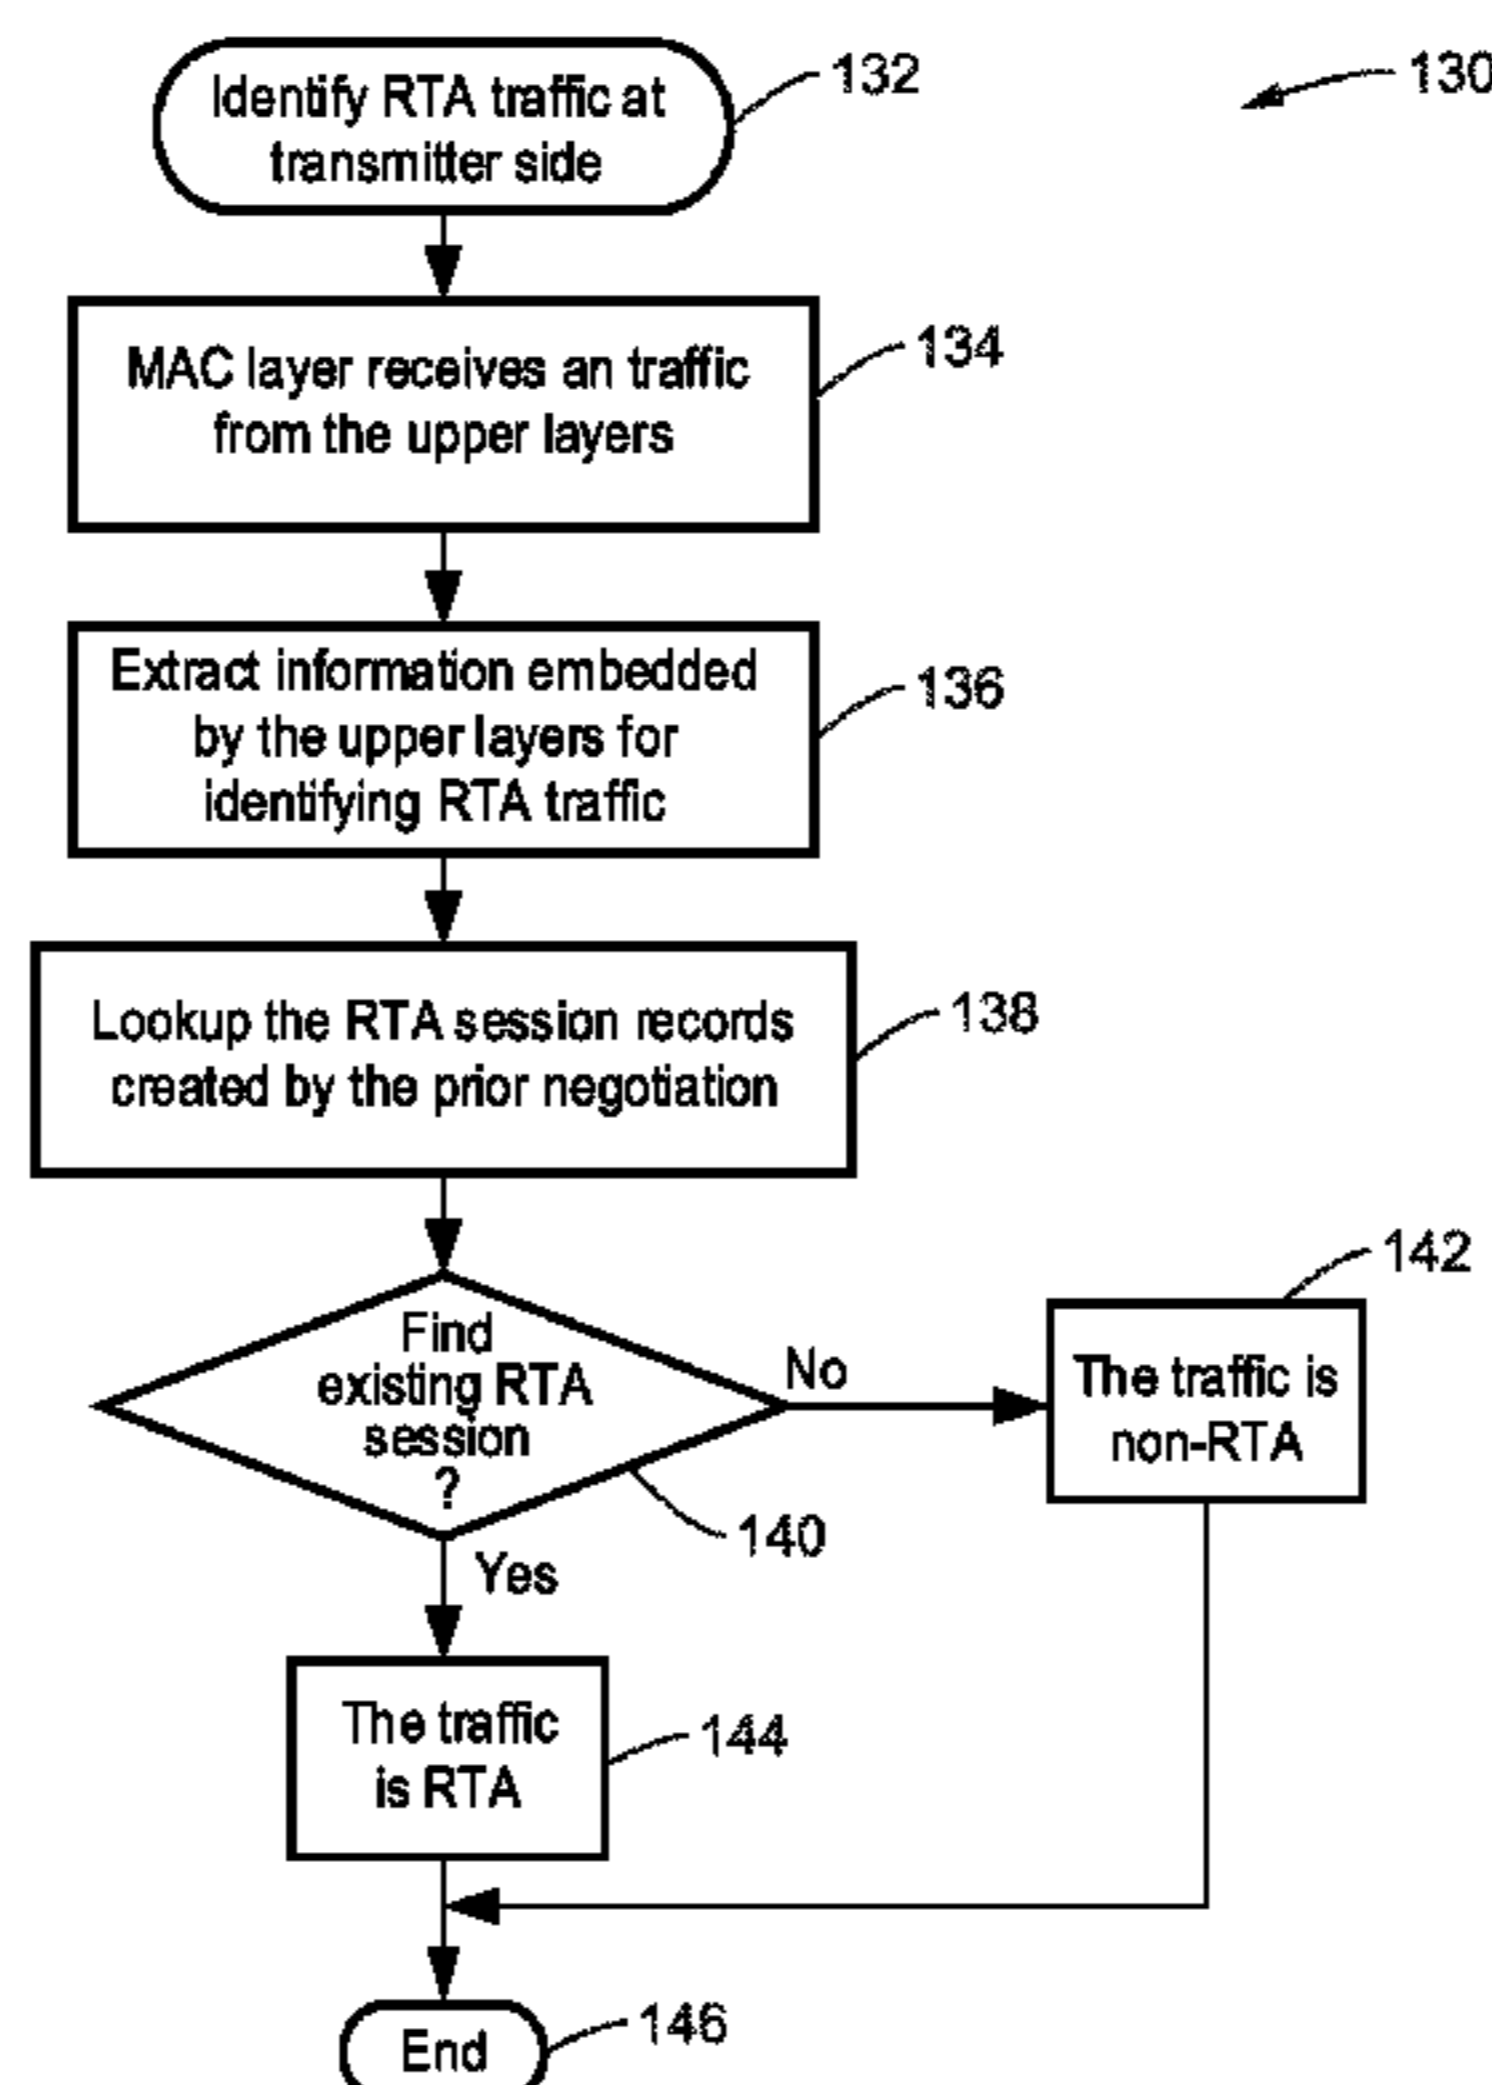 Identify RTA traffic at
transmitter side
132
130
MAC layer receives an traffic
from the upper layers
134
Extract information embedded
by the upper layers for
identifying RTA traffic
136
Lookup the RTA session records
created by the prior negotiation
138
Find
existing RTA
session
?
140
No
142
The traffic is
non-RTA
Yes
The traffic
is RTA
144
End
146